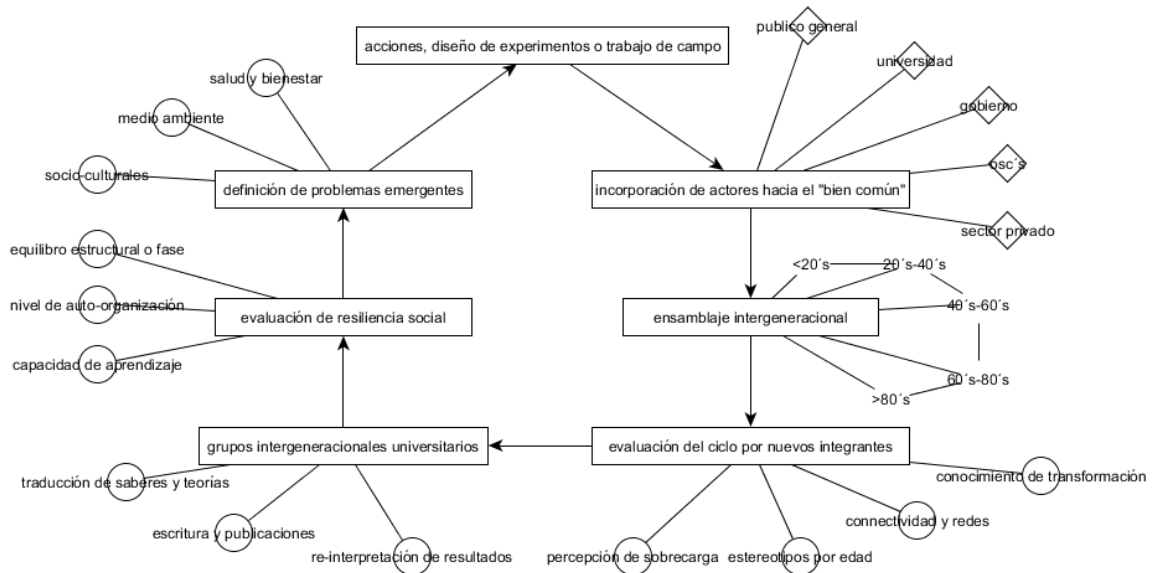 acciones, diseño de experimentos o trabajo de campo
publico general
universidad
gobierno
osc´s
sector privado
salud y bienestar
medio ambiente
socio-culturales
definición de problemas emergentes
incorporación de actores hacia el "bien común"
equilibro estructural o fase
nivel de auto-organización
capacidad de aprendizaje
evaluación de resiliencia social
ensamblaje intergeneracional
<20´s
20´s-40´s
40´s-60´s
60´s-80´s
>80´s
grupos intergeneracionales universitarios
evaluación del ciclo por nuevos integrantes
traducción de saberes y teorías
escritura y publicaciones
re-interpretación de resultados
percepción de sobrecarga
estereotipos por edad
connectividad y redes
conocimiento de transformación